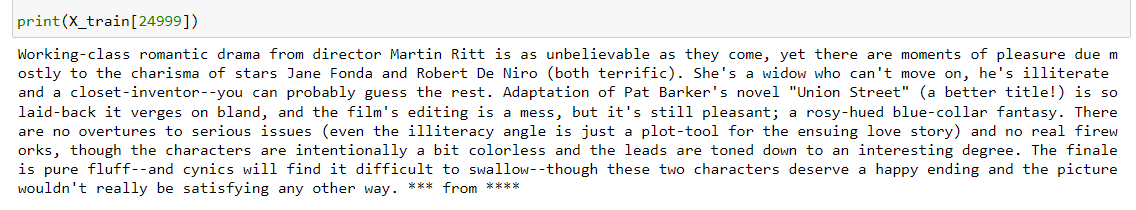 print(X_train[24999])
Working-class romantic drama from director Martin Ritt is as unbelievable as they come, yet there are moments of pleasure due m
ostly to the charisma of stars Jane Fonda and Robert De Niro (both terrific). She's a widow who can't move on, he's illiterate
and a closet-inventor--you can probably guess the rest. Adaptation of Pat Barker's novel "Union Street" (a better title!) is so
laid-back it verges on bland, and the film's editing is a mess, but it's still pleasant; a rosy-hued blue-collar fantasy. There
are no overtures to serious issues (even the illiteracy angle is just a plot-tool for the ensuing love story) and no real firew
orks, though the characters are intentionally a bit colorless and the leads are toned down to an interesting degree. The finale
is pure fluff--and cynics will find it difficult to swallow--though these two characters deserve a happy ending and the picture
wouldn't really be satisfying any other way. *** from ****